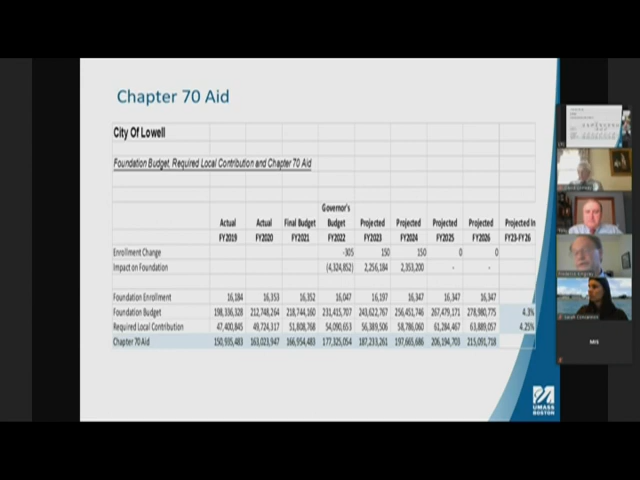 Chapter 70 Aid
City Of Lowell
Foundation Budget, Required Local Contribution and Chapter 70 Aid
Governor's
Actual Actual Final Budget Budget Projected Projected Projected Projected Projected In
FY2019 FY2020 FY2021 FY2022 FY2023 FY2024 FY2025 FY2026 FY23-FY26
Enrollment Change -305 150 150 0 0
Impact on Foundation (4,324,852) 2,256,184 2,353,200 - -
Foundation Enrollment 16,184 16,353 16,352 16,047 16,197 16,347 16,347 16,347
Foundation Budget 198,336,328 212,748,264 218,744,160 231,415,707 243,622,767 256,451,746 267,479,171 278,980,775 4.3%
Required Local Contribution 47,400,845 49,724,317 51,808,768 54,090,653 56,389,506 58,786,060 61,284,467 63,889,057 4.25%
Chapter 70 Aid 150,935,483 163,023,947 166,954,483 177,325,054 187,233,261 197,665,686 206,194,703 215,091,718
UMASS
BOSTON